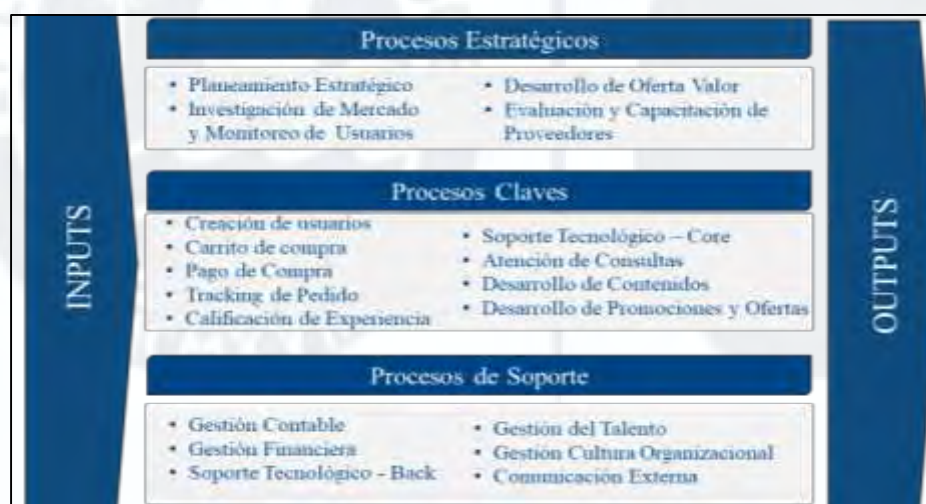 INPUTS
Procesos Estratégicos
• Planeamiento Estratégico
• Investigación de Mercado
y Monitoreo de Usuarios
• Desarrollo de Oferta Valor
• Evaluación y Capacitación de
Proveedores
Procesos Claves
• Creación de usuarios
• Carrito de compra
• Pago de Compra
• Tracking de Pedido
• Calificación de Experiencia
• Soporte Tecnológico – Core
• Atención de Consultas
• Desarrollo de Contenidos
• Desarrollo de Promociones y Ofertas
Procesos de Soporte
• Gestión Contable
• Gestión Financiera
• Soporte Tecnológico - Back
• Gestión del Talento
• Gestión Cultura Organizacional
• Comunicación Externa
OUTPUTS